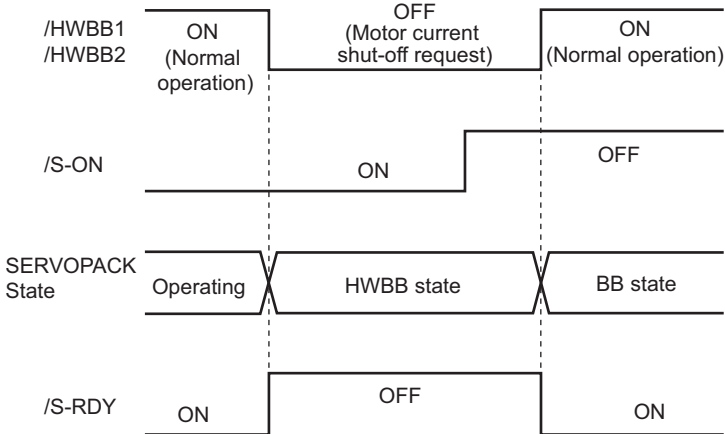 /HWBB1
/HWBB2
ON
(Normal
operation)
OFF
(Motor current
shut-off request)
ON
(Normal operation)
/S-ON
ON
OFF
SERVOPACK
State
Operating
HWBB state
BB state
/S-RDY
ON
OFF
ON